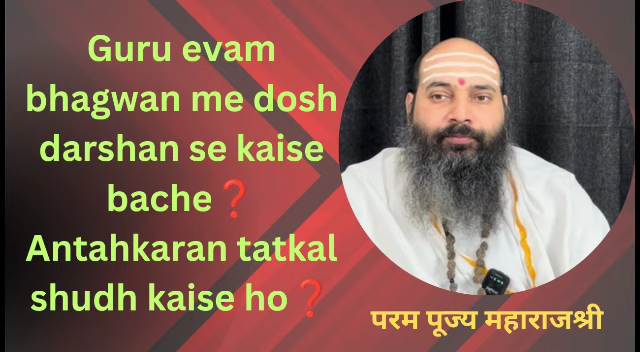 Guru evam
bhagwan me dosh
darshan se kaise
bache❓
Antahkaran tatkal
shudh kaise ho❓
परम पूज्य महाराजश्री